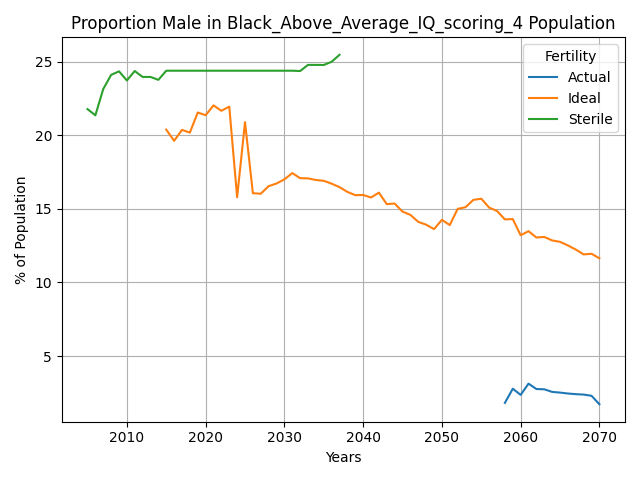 Proportion Male in Black_Above_Average_IQ_scoring_4 Population
Fertility
Actual
Ideal
Sterile
% of Population
25
20
15
10
5
2010 2020 2030 2040 2050 2060 2070
Years